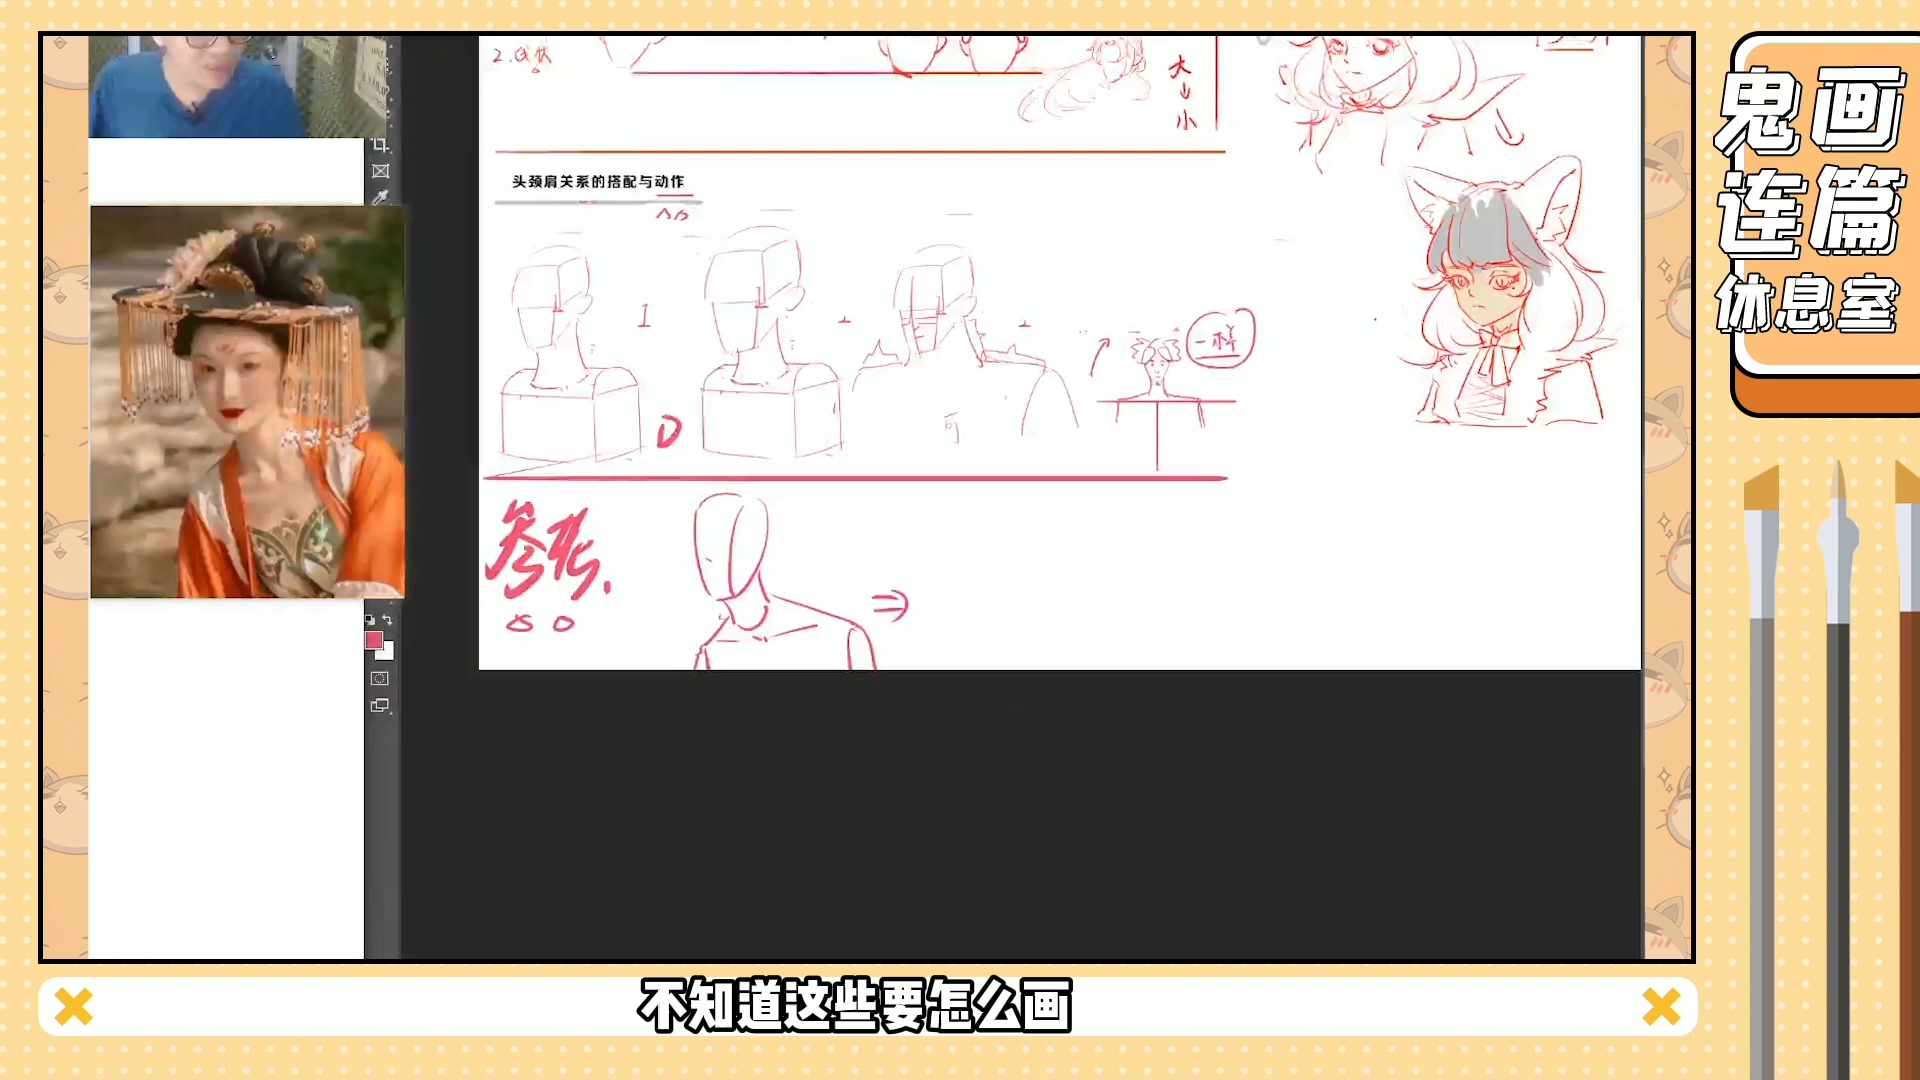 2.
大
小
头颈肩关系的搭配与动作
一样
可
参考.
不知道这些要怎么画
鬼画
连篇
休息室